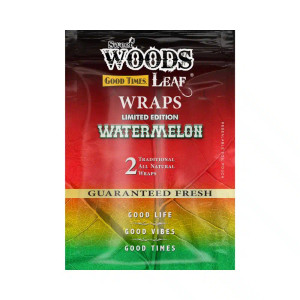 Sweet
WOODS
GOOD TIMES LEAF
WRAPS
LIMITED EDITION
WATERMELON
2 TRADITIONAL
ALL NATURAL
WRAPS
GUARANTEED FRESH
GOOD LIFE
GOOD VIBES
GOOD TIMES